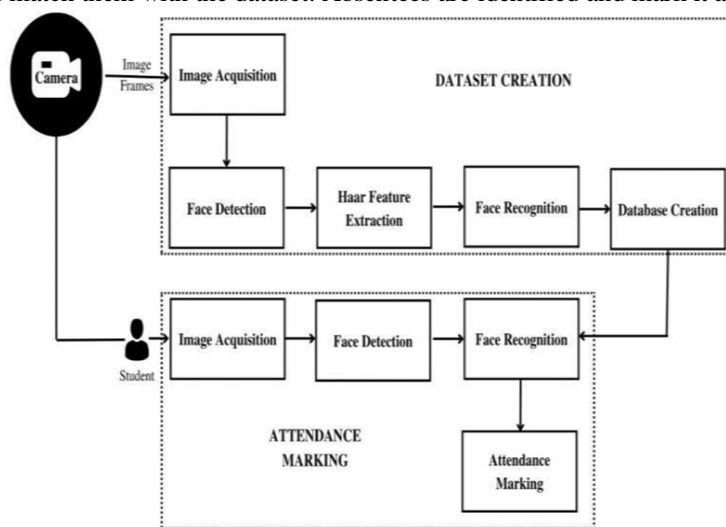 match them with the dataset. Absentees are identified and mark it a
Camera
Image
Frames
Image Acquisition
DATASET CREATION
Face Detection
Haar Feature
Extraction
Face Recognition
Database Creation
Student
Image Acquisition
Face Detection
Face Recognition
ATTENDANCE
MARKING
Attendance
Marking